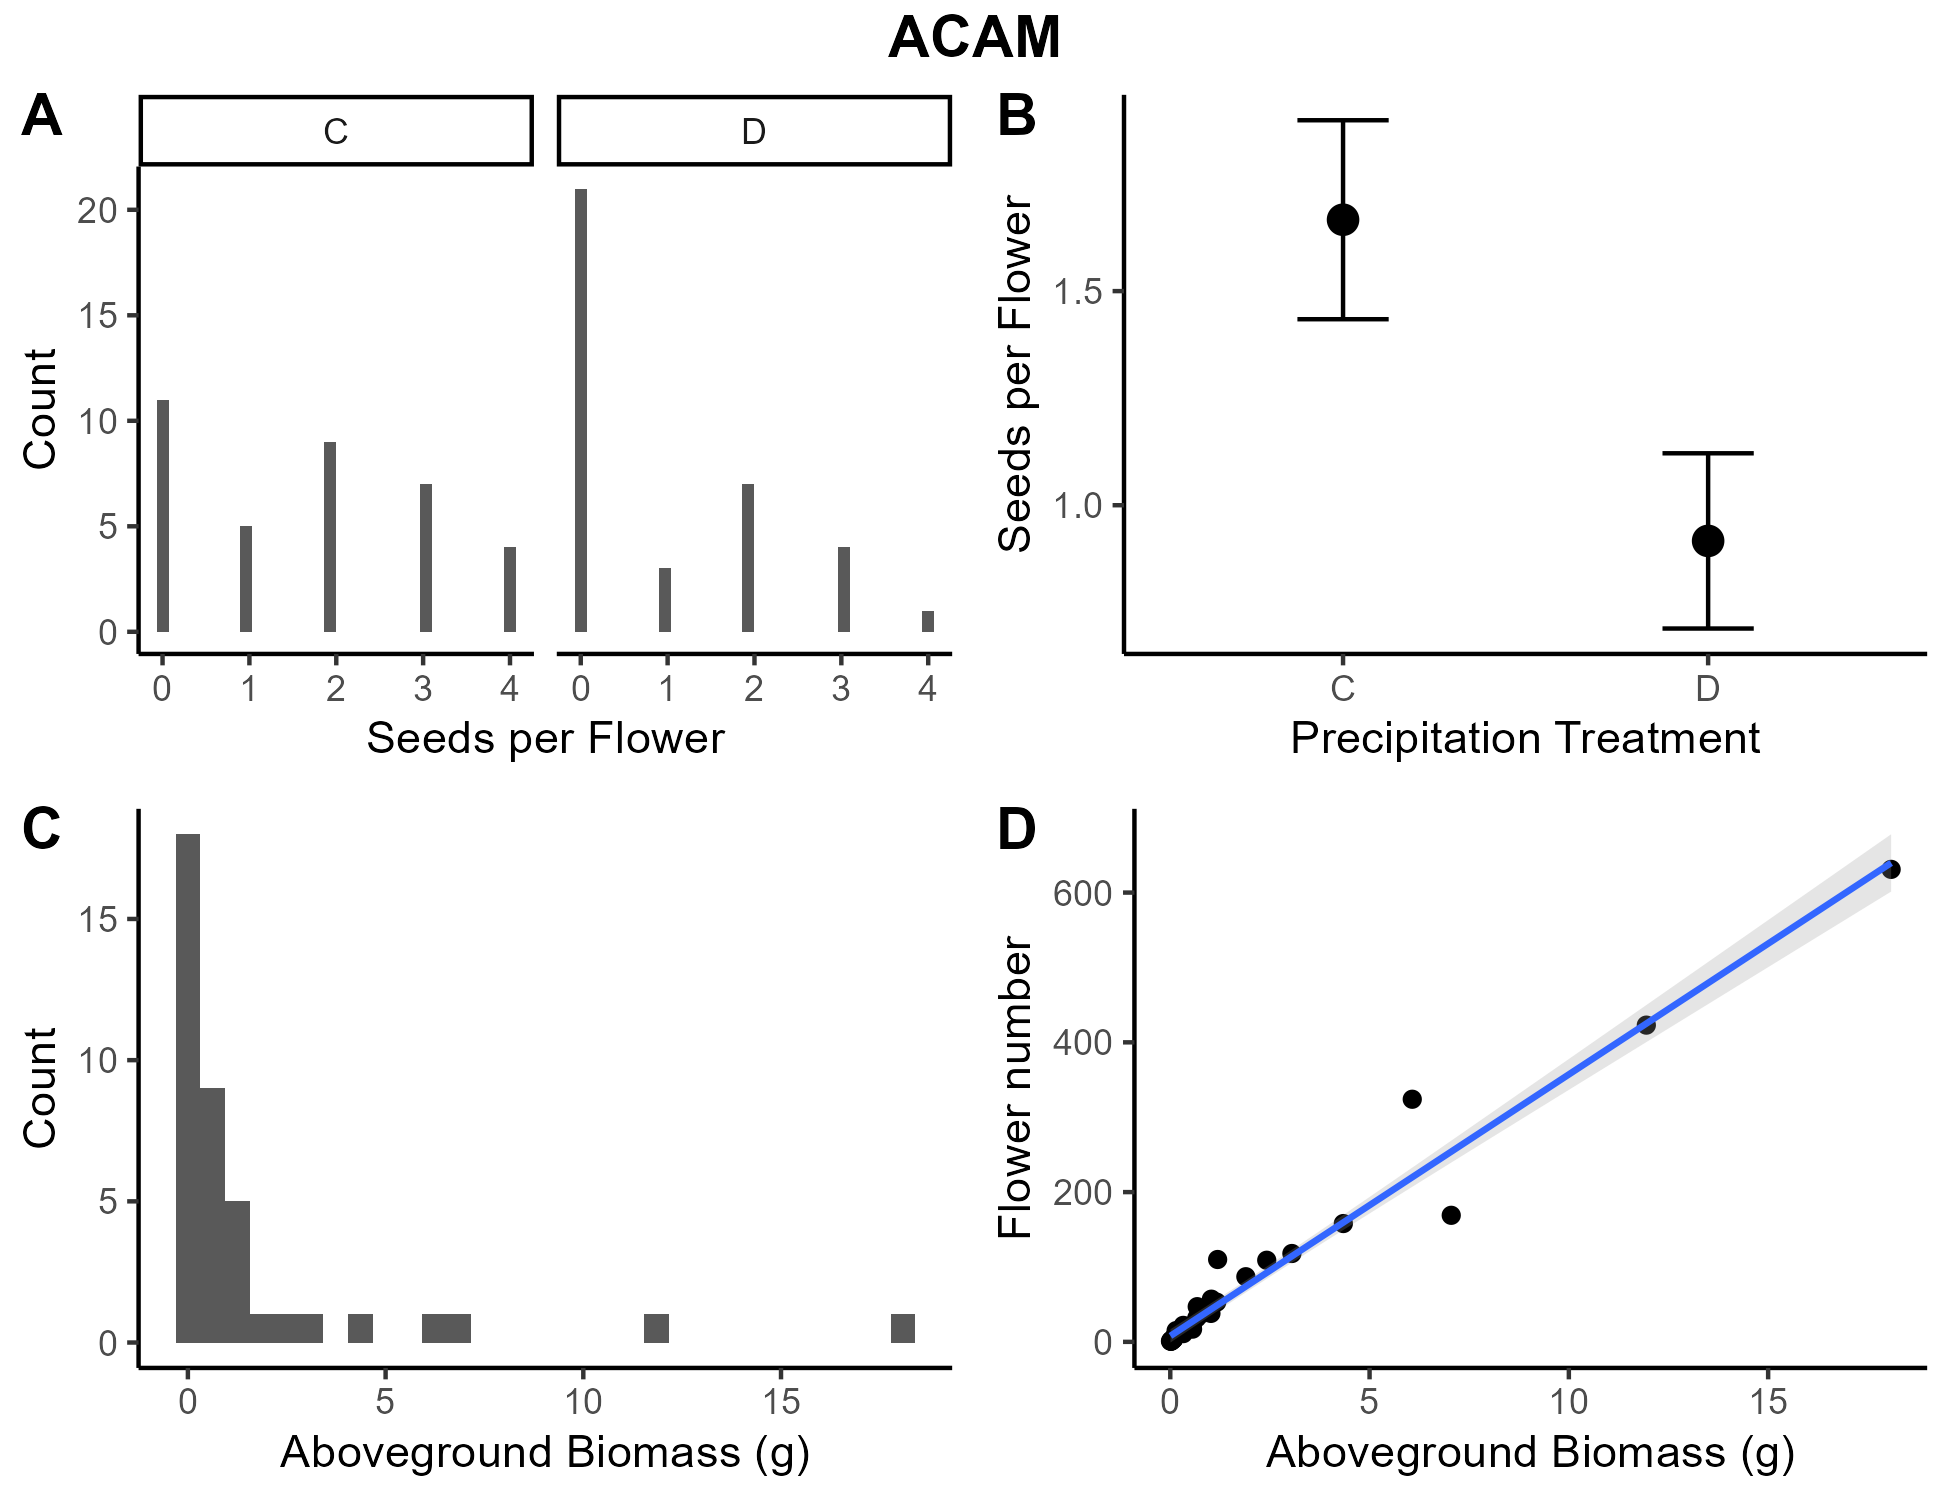 ACAM
A
C
D
20
15
10
5
0
Count
0 1 2 3 4
0 1 2 3 4
Seeds per Flower
B
Seeds per Flower
1.5
1.0
C D
Precipitation Treatment
C
Count
15
10
5
0
0 5 10 15
Aboveground Biomass (g)
D
Flower number
600
400
200
0
0 5 10 15
Aboveground Biomass (g)